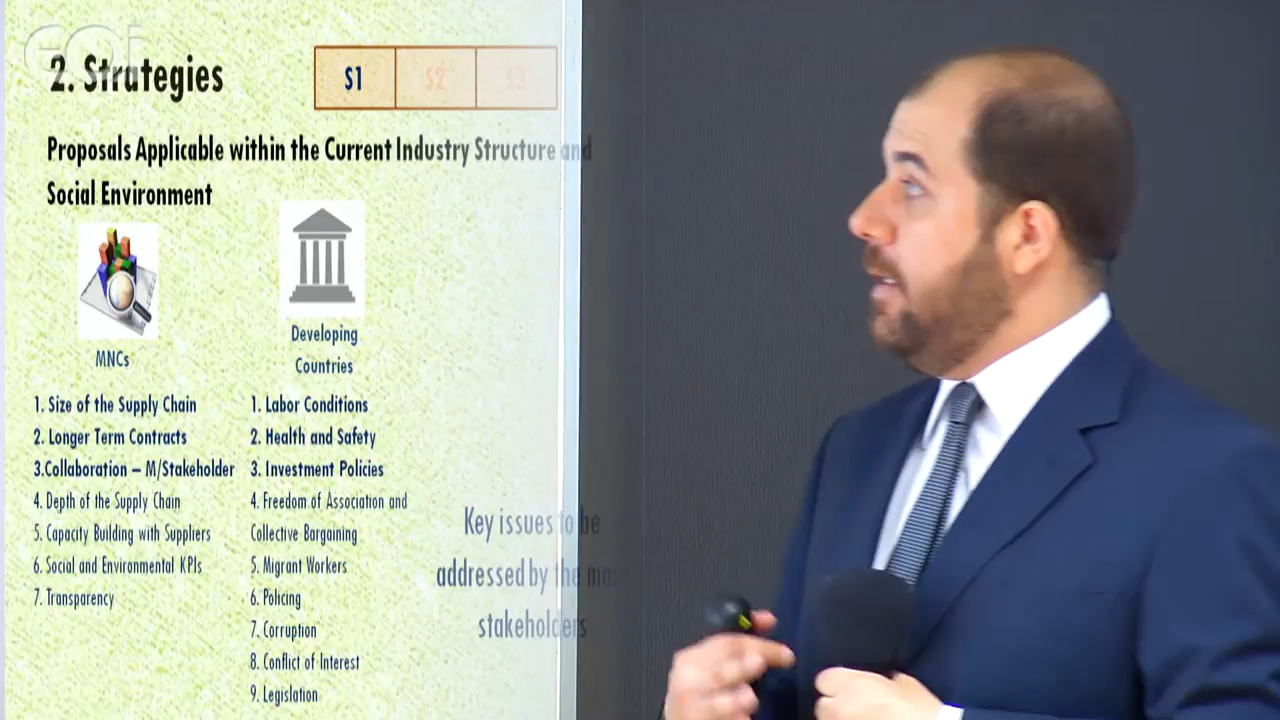 EOi
2. Strategies
S1 S2 S3
Proposals Applicable within the Current Industry Structure and
Social Environment
MNCs
1. Size of the Supply Chain
2. Longer Term Contracts
3.Collaboration – M/Stakeholder
4. Depth of the Supply Chain
5. Capacity Building with Suppliers
6. Social and Environmental KPIs
7. Transparency
Developing
Countries
1. Labor Conditions
2. Health and Safety
3. Investment Policies
4. Freedom of Association and
Collective Bargaining
5. Migrant Workers
6. Policing
7. Corruption
8. Conflict of Interest
9. Legislation
Key issues to be
addressed by the
stakeholders